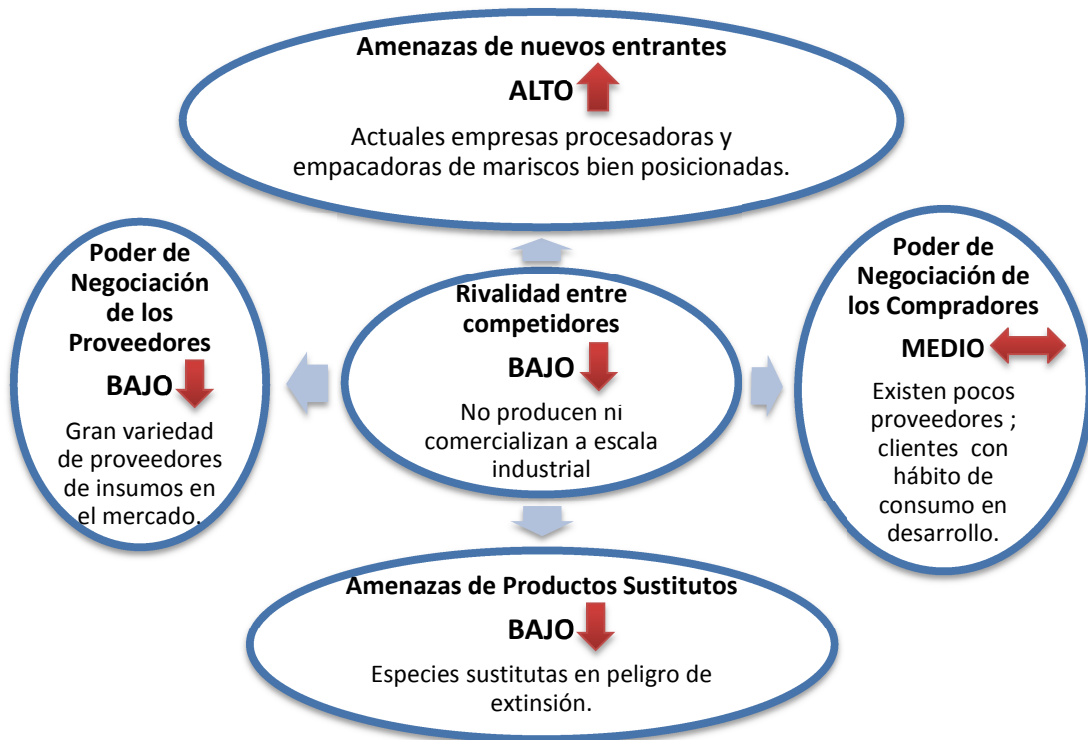 Amenazas de nuevos entrantes
ALTO
Actuales empresas procesadoras y
empacadoras de mariscos bien posicionadas.
Poder de
Negociación
de los
Proveedores
BAJO
Gran variedad
de proveedores
de insumos en
el mercado.
Rivalidad entre
competidores
BAJO
No producen ni
comercializan a escala
industrial
Poder de
Negociación de
los Compradores
MEDIO
Existen pocos
proveedores ;
clientes con
hábito de
consumo en
desarrollo.
Amenazas de Productos Sustitutos
BAJO
Especies sustitutas en peligro de
extinsión.